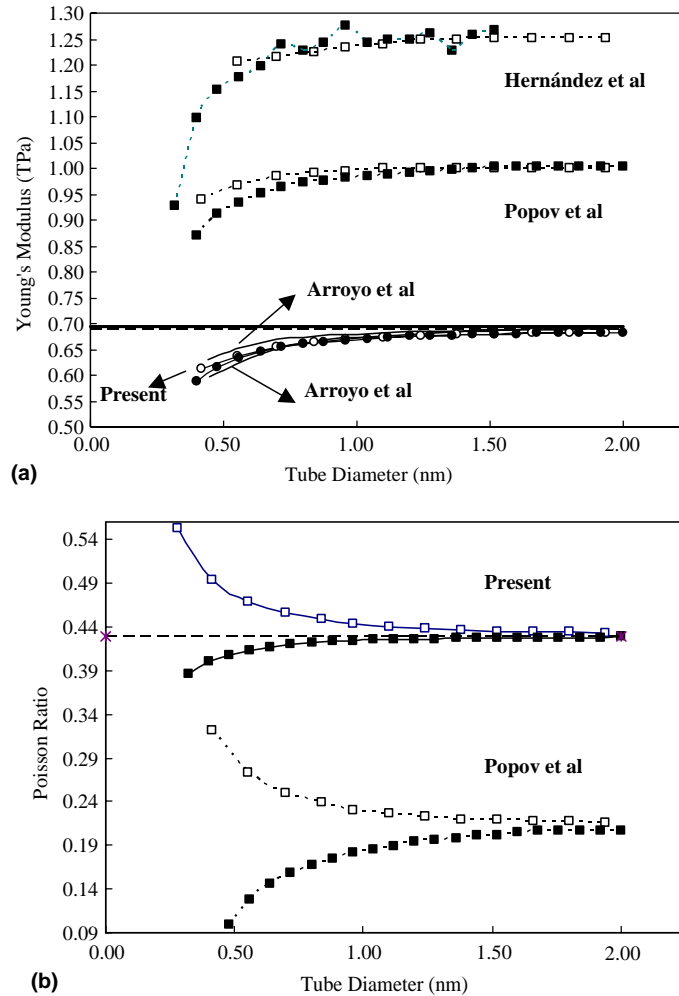 1.30
1.25
1.20
1.15
1.10
1.05
1.00
0.95
0.90
0.85
0.80
0.75
0.70
0.65
0.60
0.55
0.50
Young's Modulus (TPa)
Hernández et al
Popov et al
Arroyo et al
Present
Arroyo et al
0.00 0.50 1.00 1.50 2.00
(a)
Tube Diameter (nm)
0.54
0.49
0.44
0.39
0.34
0.29
0.24
0.19
0.14
0.09
Poisson Ratio
Present
Popov et al
0.00 0.50 1.00 1.50 2.00
(b)
Tube Diameter (nm)